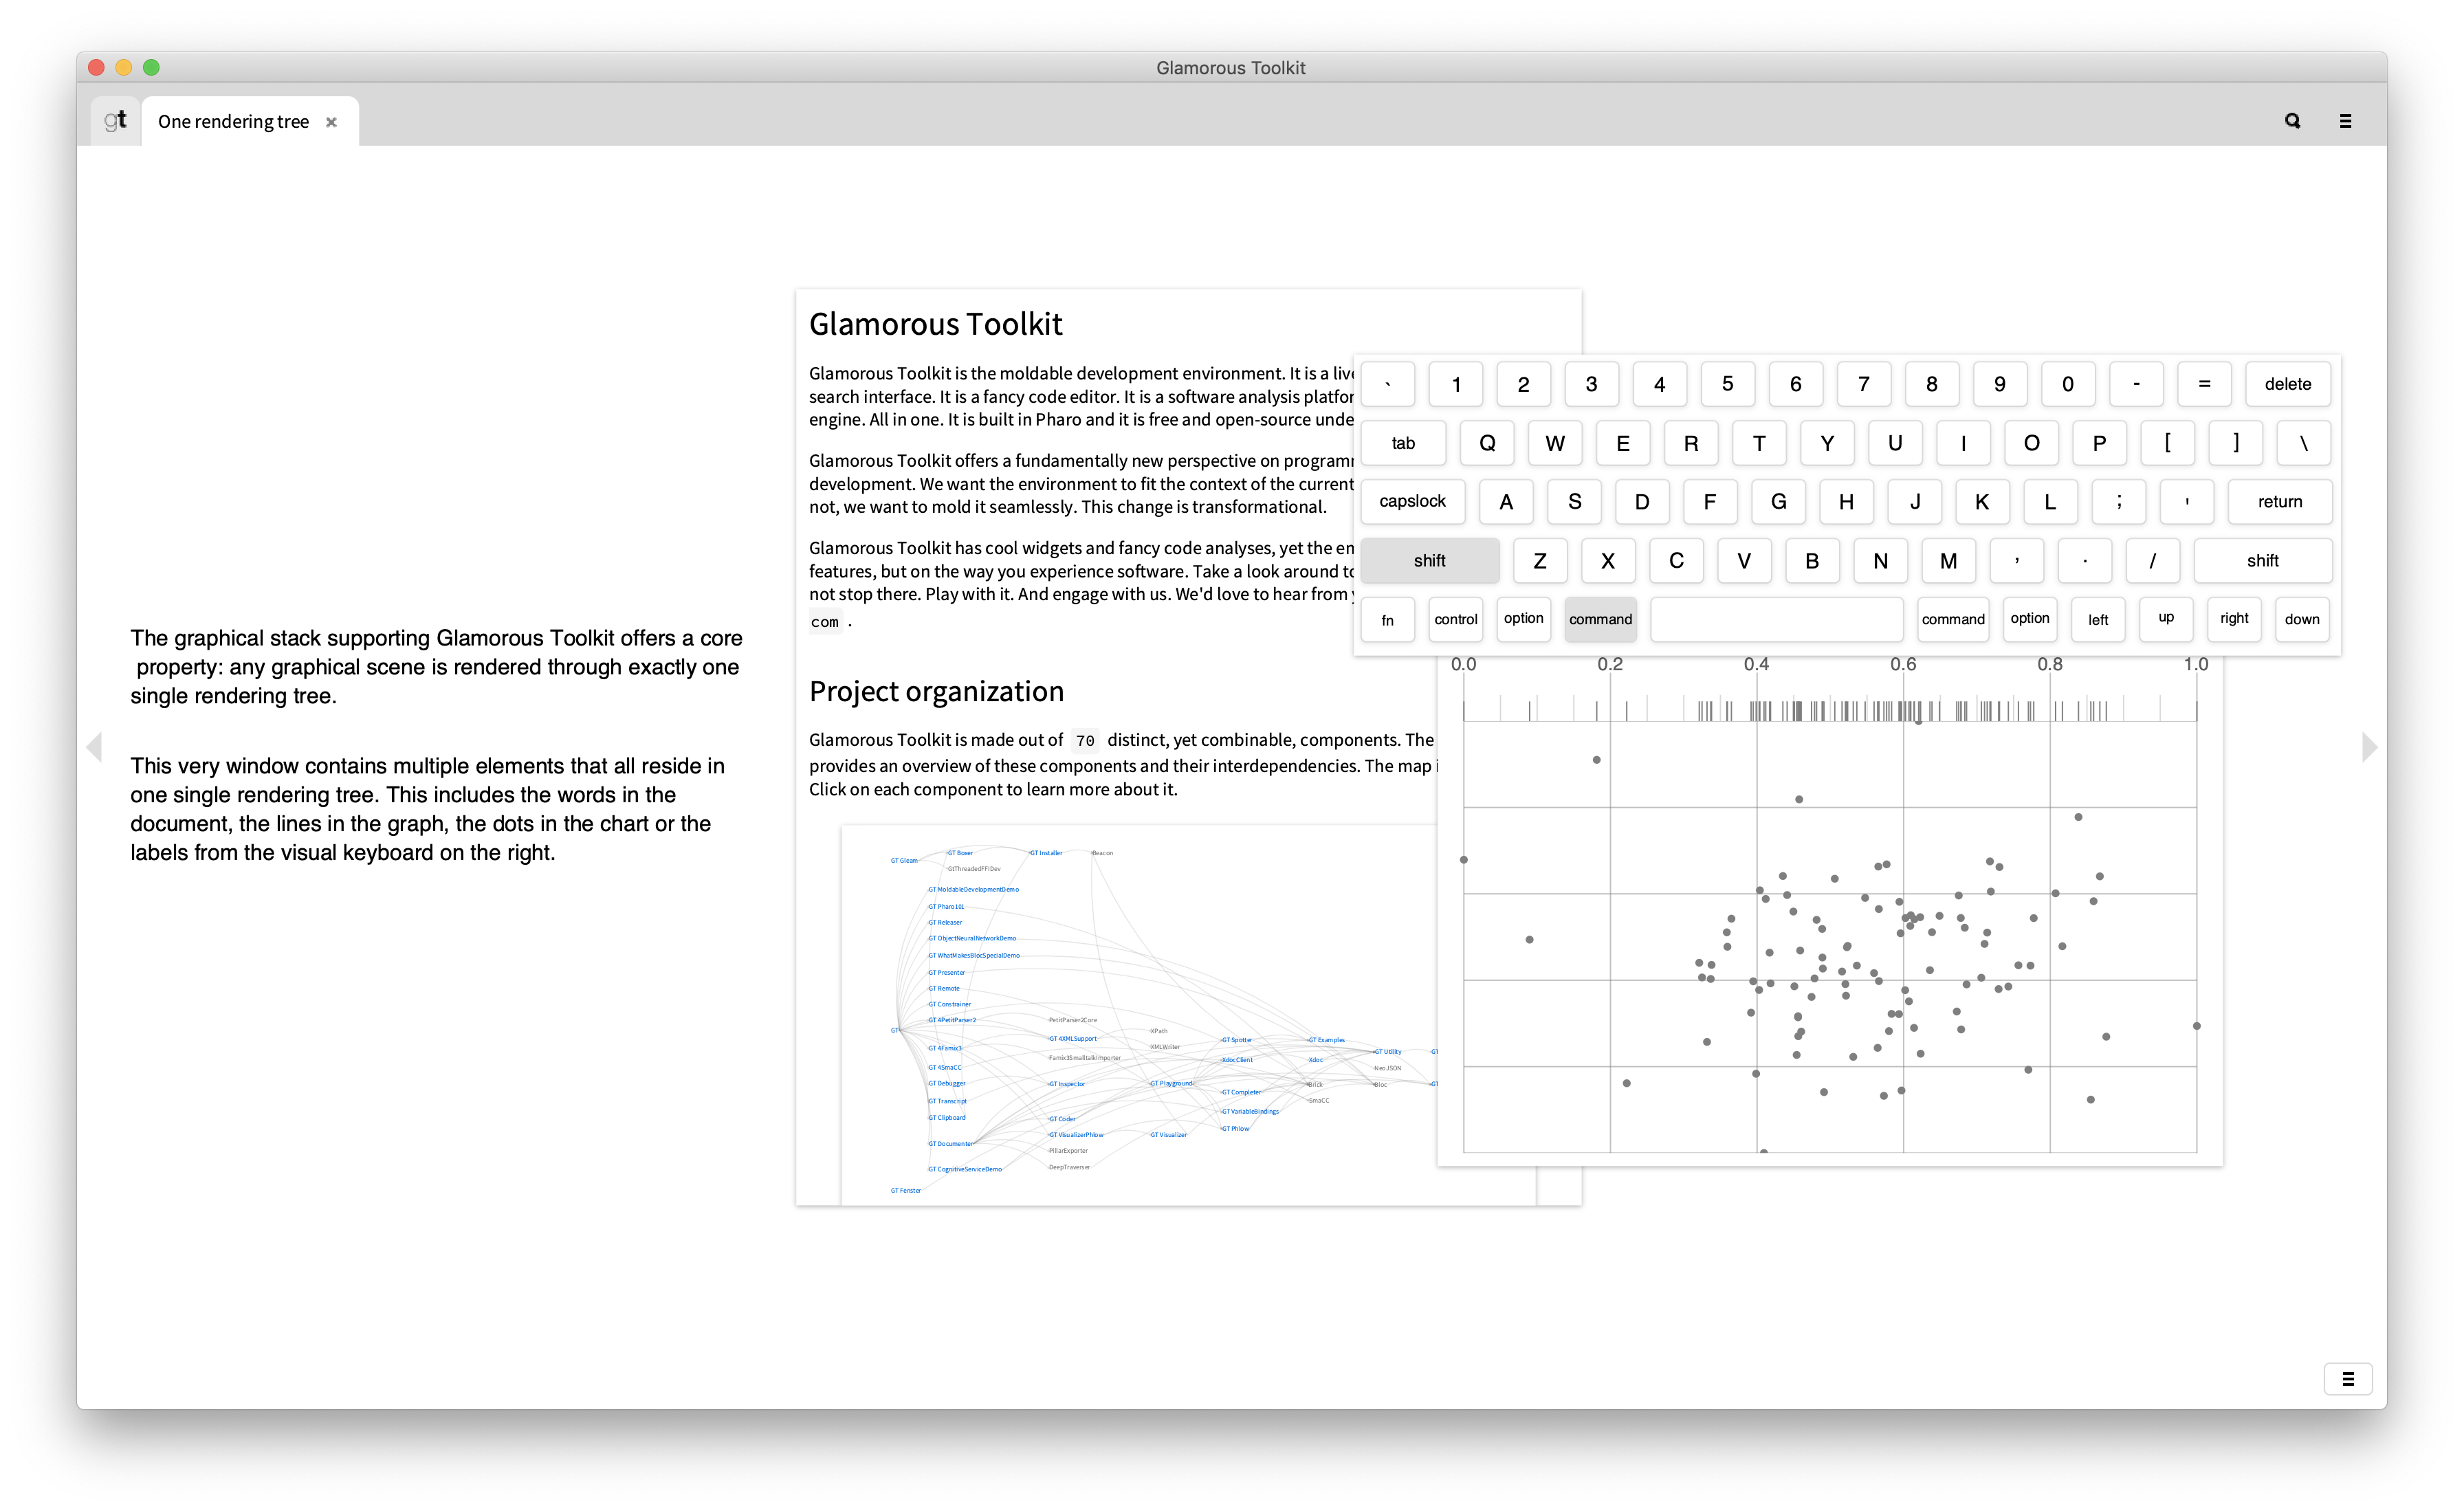 Glamorous Toolkit
gt
One rendering tree
The graphical stack supporting Glamorous Toolkit offers a core
property: any graphical scene is rendered through exactly one
single rendering tree.
This very window contains multiple elements that all reside in
one single rendering tree. This includes the words in the
document, the lines in the graph, the dots in the chart or the
labels from the visual keyboard on the right.
Glamorous Toolkit
Glamorous Toolkit is the moldable development environment. It is a live
search interface. It is a fancy code editor. It is a software analysis
engine. All in one. It is built in Pharo and it is free and open-source
Glamorous Toolkit offers a fundamentally new perspective on
development. We want the environment to fit the context of the current
not, we want to mold it seamlessly. This change is transformational.
Glamorous Toolkit has cool widgets and fancy code analyses, yet the
features, but on the way you experience software. Take a look around
not stop there. Play with it. And engage with us. We'd love to hear from
com .
Project organization
Glamorous Toolkit is made out of 70 distinct, yet combinable, components. The
provides an overview of these components and their interdependencies. The map
Click on each component to learn more about it.
GT Gleam
GT Boxer
GT Installer
Beacon
GtThreadedFFIDev
GT MoldableDevelopmentDemo
GT Pharo101
GT Releaser
GT ObjectNeuralNetworkDemo
GT WhatMakesBlocSpecialDemo
GT Presenter
GT Remote
GT Constrainer
GT 4PetitParser2
PetitParser2Core
GT
XPath
GT 4XMLSupport
GT Spotter
GT Examples
GT 4Famix3
XMLWriter
GT Utility
GT
Famix3SmalltalkImporter
XdocClient
Xdoc
GT 4SmaCC
NeoJSON
GT Debugger
GT Inspector
GT Playground
Brick
Bloc
GT
GT Completer
GT Transcript
SmaCC
GT VariableBindings
GT Clipboard
GT Coder
GT Phlow
GT VisualizerPhlow
GT Visualizer
GT Documenter
PillarExporter
GT CognitiveServiceDemo
DeepTraverser
GT Fenster
` 1 2 3 4 5 6 7 8 9 0 - = delete
tab Q W E R T Y U I O P [ ] \
capslock A S D F G H J K L ; ' return
shift Z X C V B N M , . / shift
fn control option command command option left up right down
0.0 0.2 0.4 0.6 0.8 1.0